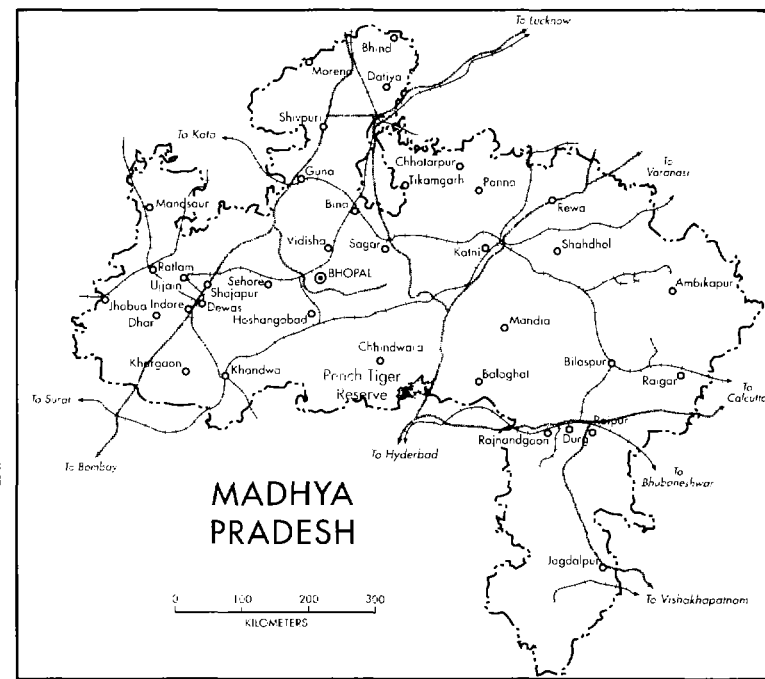 To Lucknow
Bhind
Morena
Datiya
Shivpuri
To Kota
To Varanasi
Chhatarpur
Guna
Tikamgarh
Panna
Rewa
Mandsaur
Bina
Vidisha
Sagar
Katni
Shahdhol
Ratlam
BHOPAL
Ujjain
Sehore
Shajapur
Ambikapur
Jhabua
Indore
Dewas
Dhar
Hoshangabad
Mandla
Chhindwara
Bilaspur
Khargaon
Khandwa
Pench Tiger
Reserve
Balaghat
Raigar
To Surat
To Calcutta
Raipur
Rajnandgaon
Durg
To Hyderbad
To Bombay
To Bhubaneshwar
MADHYA
PRADESH
Jagdalpur
To Vishakhapatnam
0 100 200 300
KILOMETERS